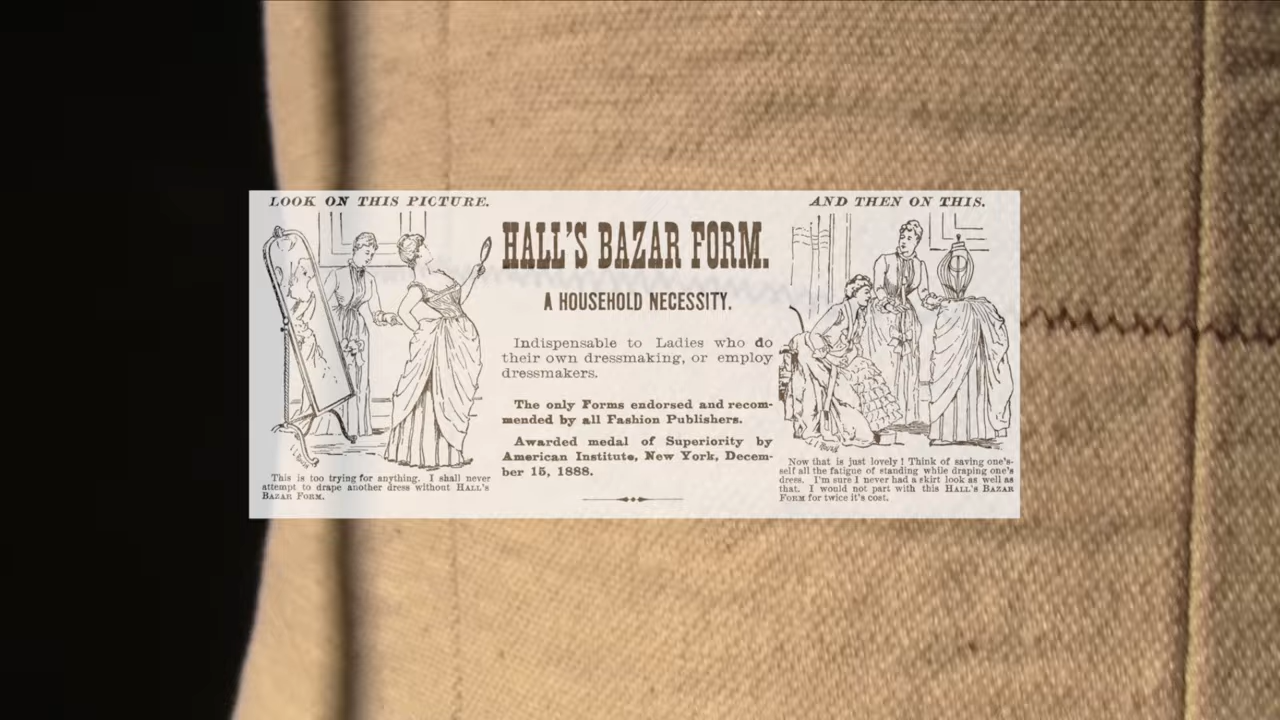 LOOK ON THIS PICTURE.
This is too trying for anything. I shall never
attempt to drape another dress without HALL'S
BAZAR FORM.
HALL'S BAZAR FORM.
A HOUSEHOLD NECESSITY.
Indispensable to Ladies who do
their own dressmaking, or employ
dressmakers.
The only Forms endorsed and recom-
mended by all Fashion Publishers.
Awarded medal of Superiority by
American Institute, New York, Decem-
ber 15, 1888.
AND THEN ON THIS.
Now that is just lovely! Think of saving one's-
self all the fatigue of standing while draping one's
dress. I'm sure I never had a skirt look as well as
that. I would not part with this HALL'S BAZAR
FORM for twice it's cost.